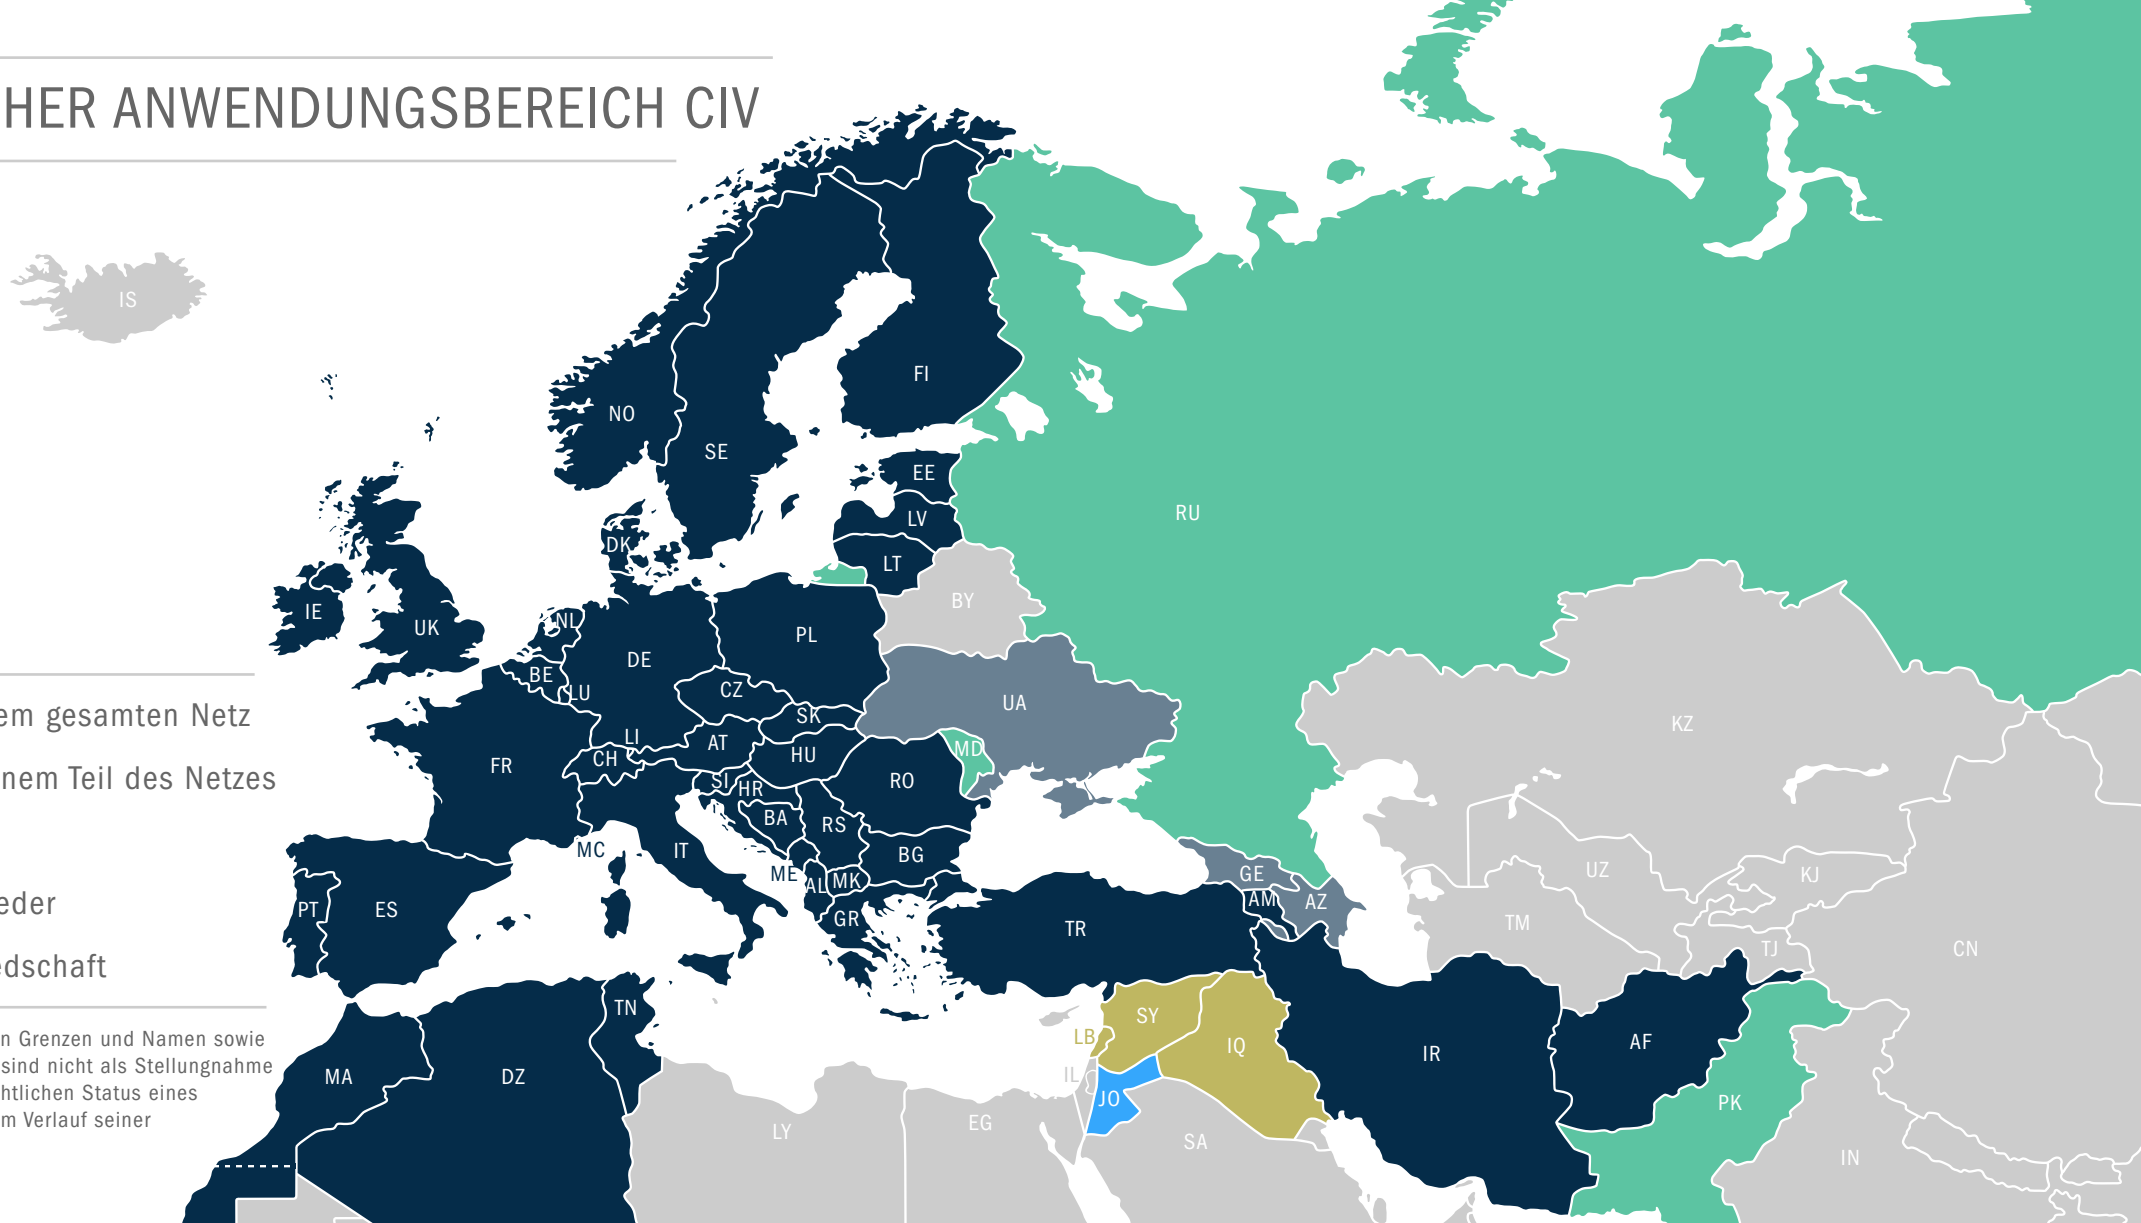 HER ANWENDUNGSBEREICH CIV
IS
FI
NO
SE
EE
RU
LV
DK
LT
BY
IE
UK
NL
PL
DE
BE
CZ
LU
UA
em gesamten Netz
SK
KZ
LI
AT
MD
HU
CH
FR
nem Teil des Netzes
SI
RO
HR
BA
RS
MC
IT
BG
UZ
ME
GE
KJ
AL
MK
eder
PT
ES
AM
AZ
GR
TM
TR
TJ
CN
edschaft
TN
SY
n Grenzen und Namen sowie
LB
IQ
AF
IR
sind nicht als Stellungnahme
MA
DZ
IL
htlichen Status eines
JO
PK
m Verlauf seiner
EG
LY
SA
IN